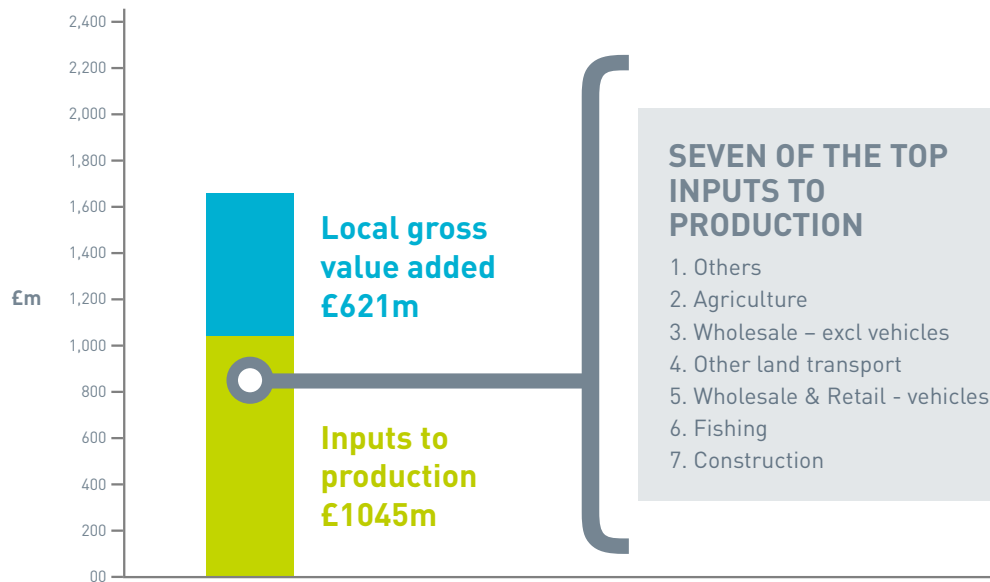 2,400
2,200
2,000
1,800
1,600
1,400
£m
1,200
1,000
800
600
400
200
00
Local gross
value added
£621m
Inputs to
production
£1045m
SEVEN OF THE TOP
INPUTS TO
PRODUCTION
1. Others
2. Agriculture
3. Wholesale – excl vehicles
4. Other land transport
5. Wholesale & Retail - vehicles
6. Fishing
7. Construction